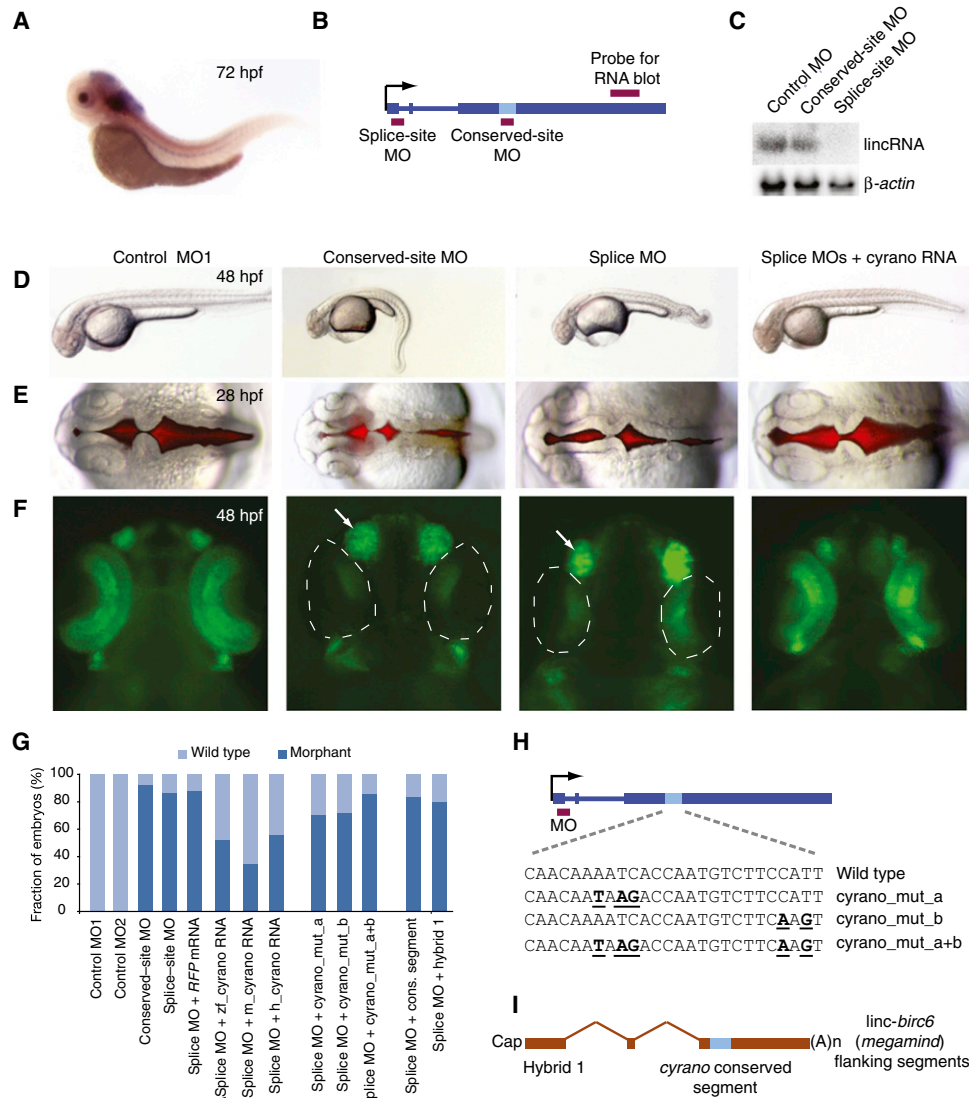 A
72 hpf
B
Probe for
RNA blot
Splice-site
MO
Conserved-site
MO
C
Control MO
Conserved-site MO
Splice-site MO
lincRNA
β-actin
Control MO1
Conserved-site MO
Splice MO
Splice MOs + cyrano RNA
D
48 hpf
E
28 hpf
F
48 hpf
G
Wild type
Morphant
Fraction of embryos (%)
100
80
60
40
20
0
Control MO1
Control MO2
Conserved–site MO
Splice–site MO
Splice MO + RFP mRNA
Splice MO + zf_cyrano RNA
Splice MO + m_cyrano RNA
Splice MO + h_cyrano RNA
Splice MO + cyrano_mut_a
Splice MO + cyrano_mut_b
plice MO + cyrano_mut_a+b
Splice MO + cons. segment
Splice MO + hybrid 1
H
MO
CAACAAAATCACCAATGTCTTCCATT Wild type
CAACAATAAGACCAATGTCTTCCATT cyrano_mut_a
CAACAAAATCACCAATGTCTTCAAGT cyrano_mut_b
CAACAATAAGACCAATGTCTTCAAGT cyrano_mut_a+b
I
Cap
(A)n
Hybrid 1
cyrano conserved
segment
linc-birc6
(megamind)
flanking segments